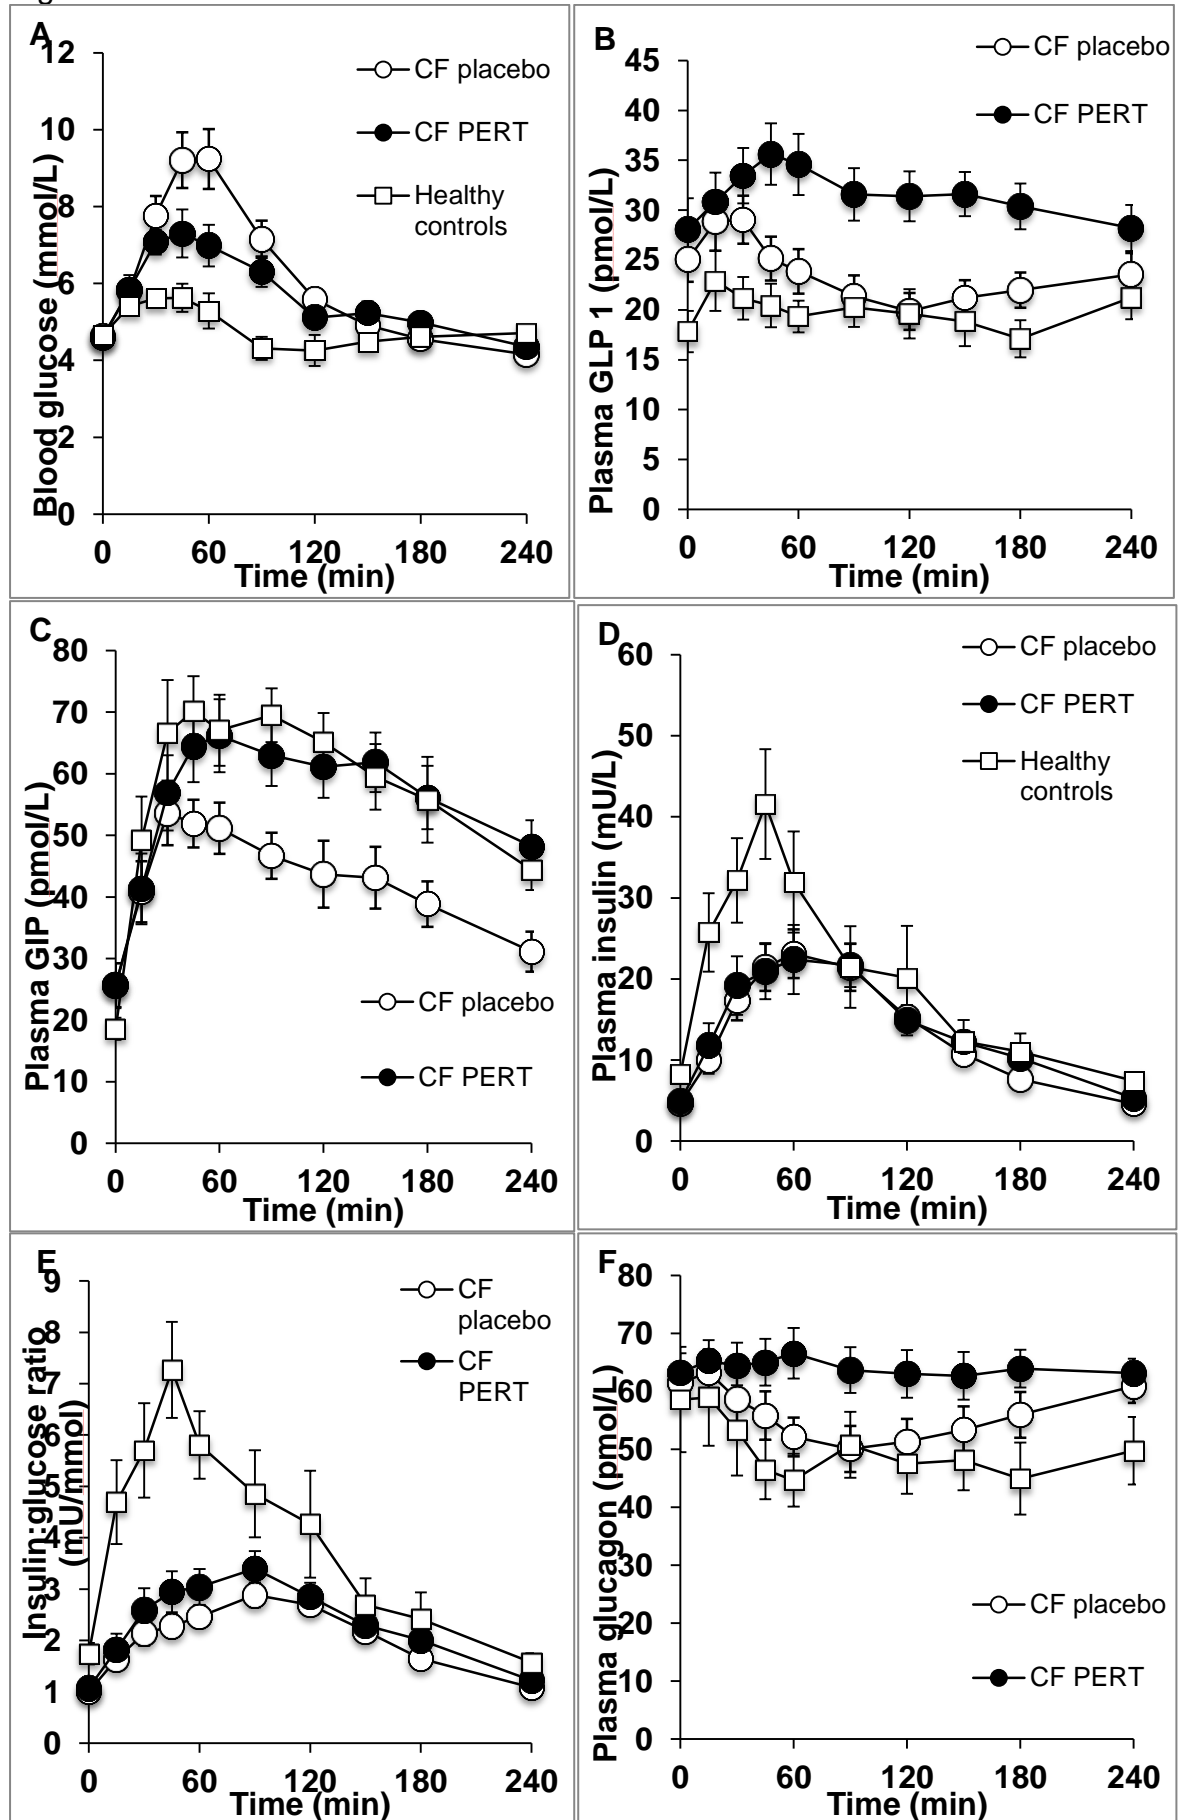 A
12
10
8
6
4
2
0
Blood glucose (mmol/L)
CF placebo
CF PERT
Healthy
controls
0 60 120 180 240
Time (min)
B
45
40
35
30
25
20
15
10
5
0
Plasma GLP 1 (pmol/L)
CF placebo
CF PERT
0 60 120 180 240
Time (min)
C
80
70
60
50
40
30
20
10
0
Plasma GIP (pmol/L)
CF placebo
CF PERT
0 60 120 180 240
Time (min)
D
60
50
40
30
20
10
0
Plasma insulin (mU/L)
CF placebo
CF PERT
Healthy
controls
0 60 120 180 240
Time (min)
E
9
8
7
6
5
4
3
2
1
0
Insulin:glucose ratio
(mU/mmol)
CF
placebo
CF
PERT
0 60 120 180 240
Time (min)
F
80
70
60
50
40
30
20
10
0
Plasma glucagon (pmol/L)
CF placebo
CF PERT
0 60 120 180 240
Time (min)